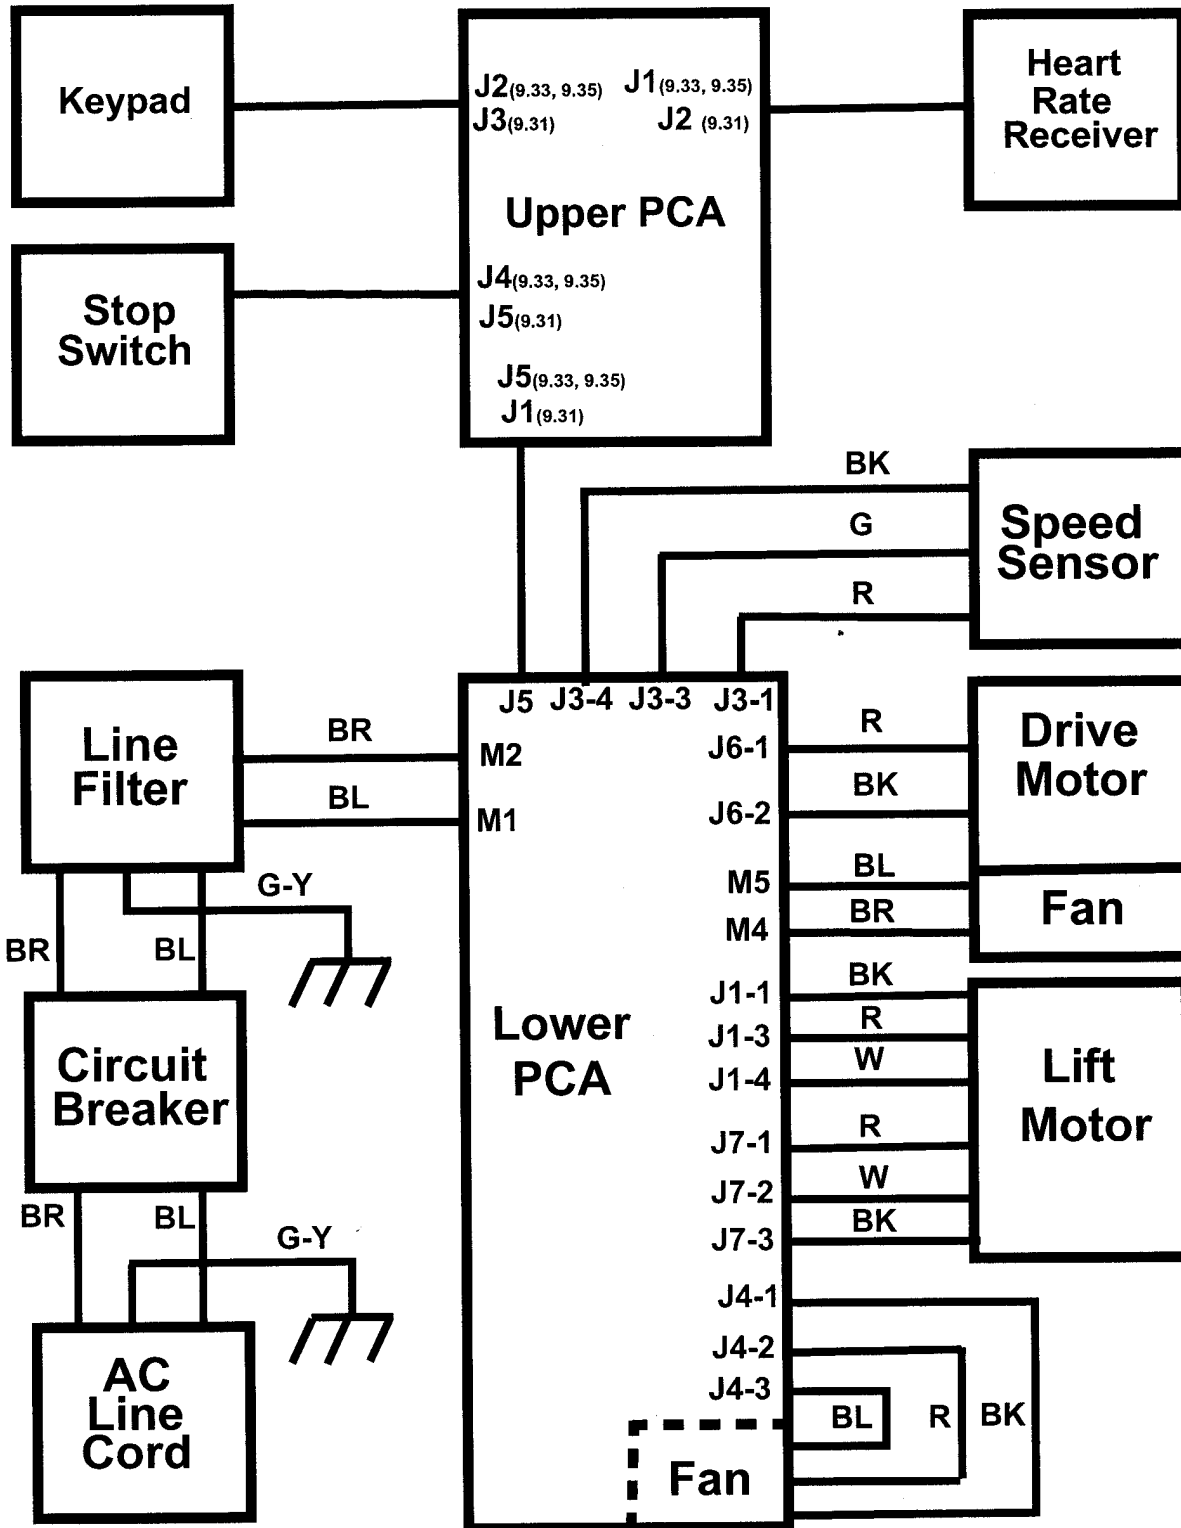 Keypad
J2(9.33, 9.35) J1(9.33, 9.35)
J3(9.31) J2 (9.31)
Heart
Rate
Receiver
Upper PCA
Stop
Switch
J4(9.33, 9.35)
J5(9.31)
J5(9.33, 9.35)
J1(9.31)
BK
G
R
Speed
Sensor
Line
Filter
BR
BL
J5 J3-4 J3-3 J3-1
M2
M1
J6-1
J6-2
M5
M4
J1-1
J1-3
J1-4
J7-1
J7-2
J7-3
J4-1
J4-2
J4-3
R
BK
BL
BR
BK
R
W
R
W
BK
Drive
Motor
Fan
Lift
Motor
G-Y
BR
BL
Lower
PCA
Circuit
Breaker
BR
BL
G-Y
AC
Line
Cord
Fan
BL
R
BK